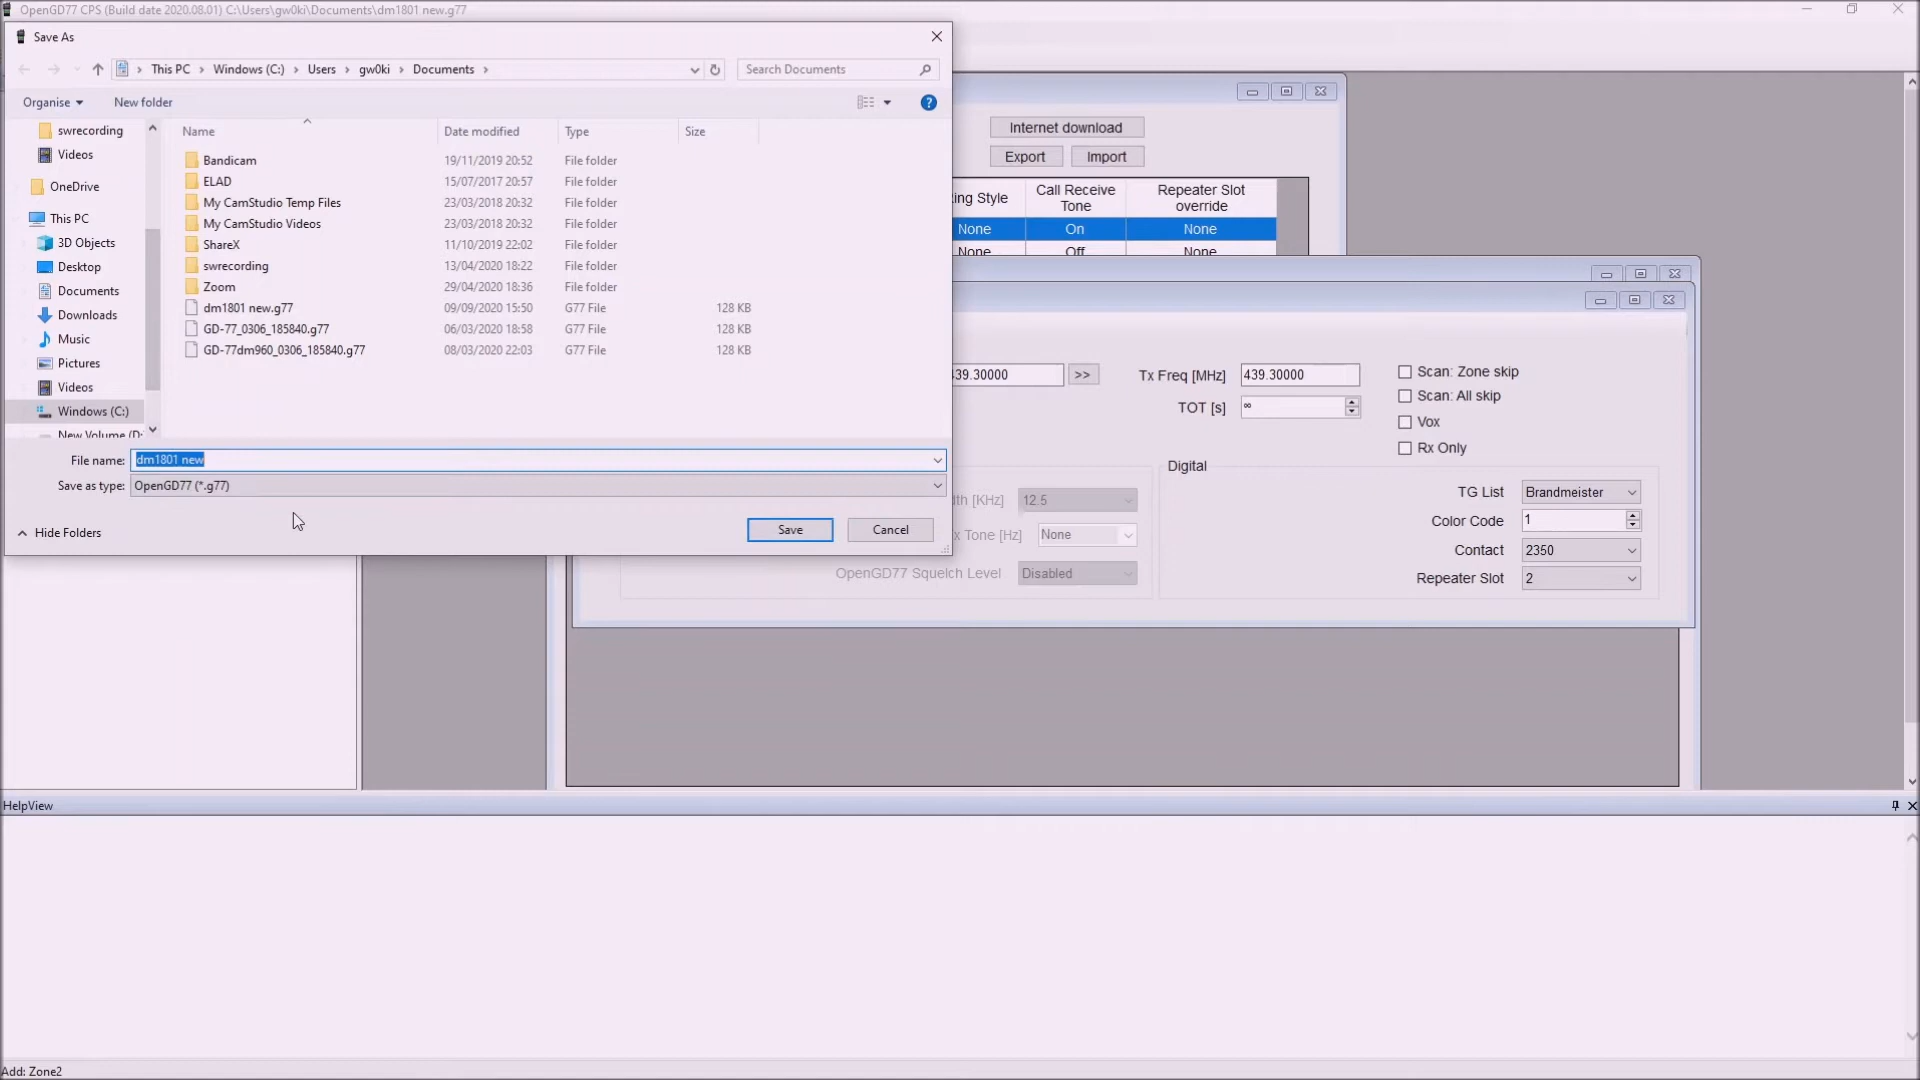 OpenGD77 CPS (Build date 2020.08.01) C:\Users\gw0ki\Documents\dm1801 new.g77
Save As
This PC > Windows (C:) > Users > gw0ki > Documents >
Search Documents
Organise
New folder
swrecording
Videos
OneDrive
This PC
3D Objects
Desktop
Documents
Downloads
Music
Pictures
Videos
Windows (C:)
New Volume (D:
Name Date modified Type Size
Bandicam 19/11/2019 20:52 File folder
ELAD 15/07/2017 20:57 File folder
My CamStudio Temp Files 23/03/2018 20:32 File folder
My CamStudio Videos 23/03/2018 20:32 File folder
ShareX 11/10/2019 22:02 File folder
swrecording 13/04/2020 18:22 File folder
Zoom 29/04/2020 18:36 File folder
dm1801 new.g77 09/09/2020 15:50 G77 File 128 KB
GD-77_0306_185840.g77 06/03/2020 18:58 G77 File 128 KB
GD-77dm960_0306_185840.g77 08/03/2020 22:03 G77 File 128 KB
File name: dm1801 new
Save as type: OpenGD77 (*.g77)
Hide Folders
Save
Cancel
Internet download
Export
Import
ing Style
Call Receive
Tone
Repeater Slot
override
None On None
None Off None
39.30000
>>
Tx Freq [MHz] 439.30000
TOT [s] ∞
Scan: Zone skip
Scan: All skip
Vox
Rx Only
dth [KHz] 12.5
x Tone [Hz] None
OpenGD77 Squelch Level Disabled
Digital
TG List Brandmeister
Color Code 1
Contact 2350
Repeater Slot 2
HelpView
Add: Zone2